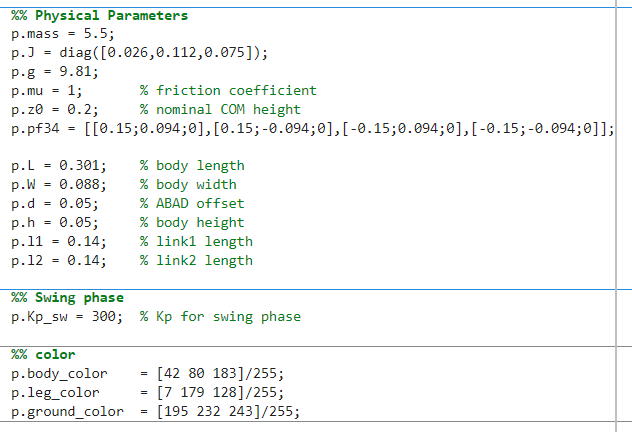 %% Physical Parameters
p.mass = 5.5;
p.J = diag([0.026,0.112,0.075]);
p.g = 9.81;
p.mu = 1;       % friction coefficient
p.z0 = 0.2;     % nominal COM height
p.pf34 = [[0.15;0.094;0],[0.15;-0.094;0],[-0.15;0.094;0],[-0.15;-0.094;0]];
p.L = 0.301;    % body length
p.W = 0.088;    % body width
p.d = 0.05;     % ABAD offset
p.h = 0.05;     % body height
p.l1 = 0.14;    % link1 length
p.l2 = 0.14;    % link2 length
%% Swing phase
p.Kp_sw = 300;  % Kp for swing phase
%% color
p.body_color    = [42 80 183]/255;
p.leg_color     = [7 179 128]/255;
p.ground_color  = [195 232 243]/255;